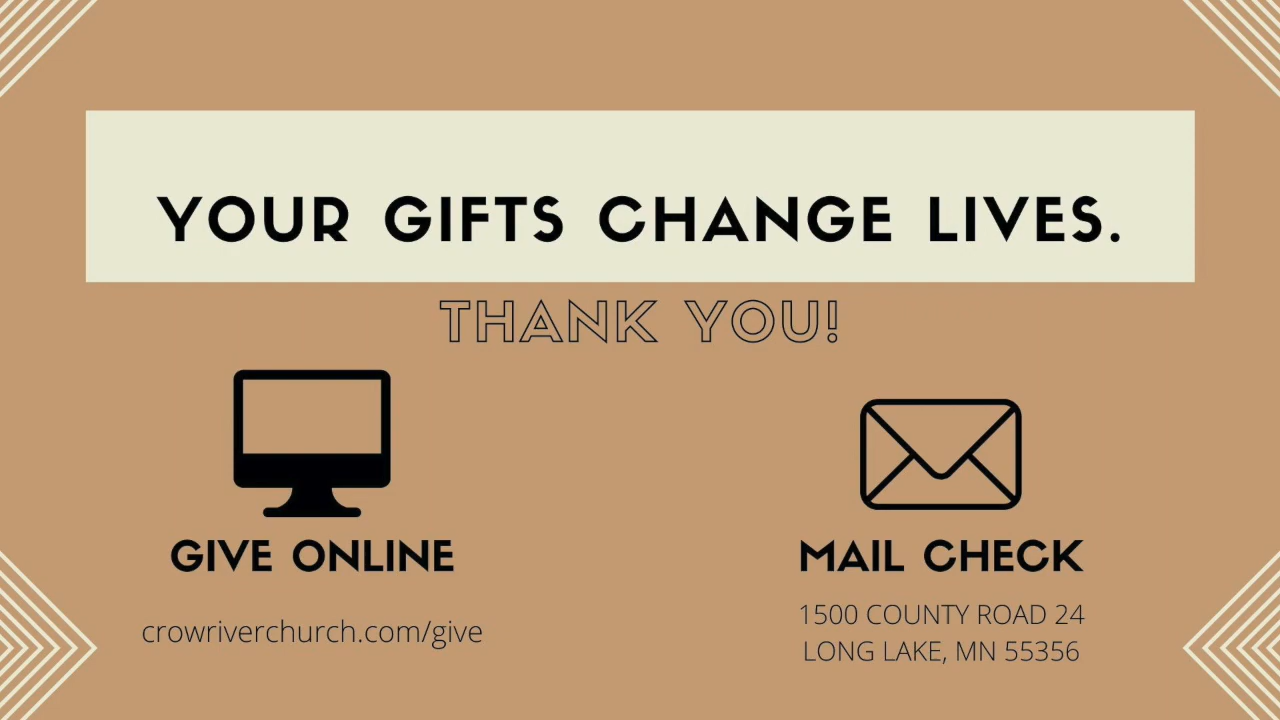 YOUR GIFTS CHANGE LIVES.
THANK YOU!
GIVE ONLINE
crowriverchurch.com/give
MAIL CHECK
1500 COUNTY ROAD 24
LONG LAKE, MN 55356